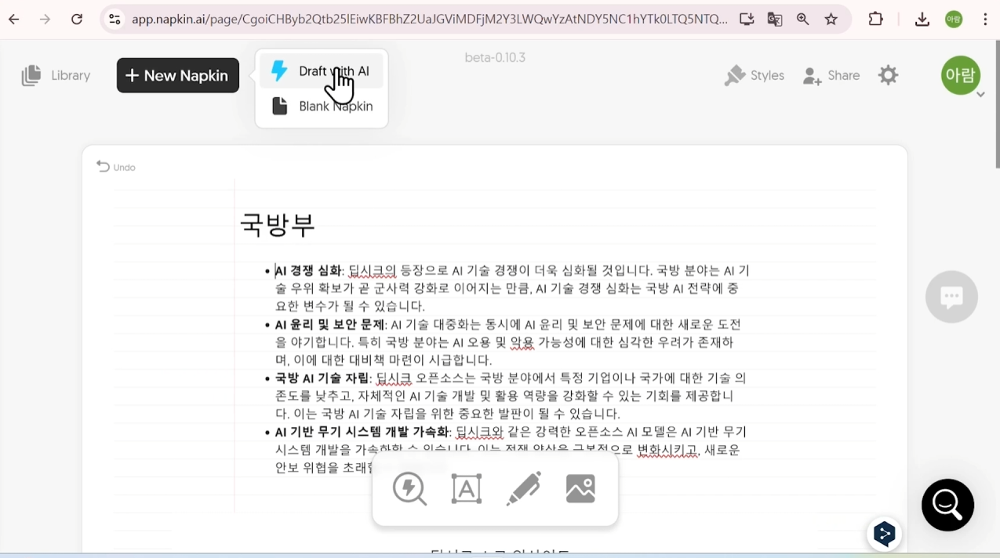 app.napkin.ai/page/CgoiCHByb2Qtb25lEiwKBFBhZ2UaJGViMDFjM2Y3LWQwYzAtNDY5NC1hYTk0LTQ5NTQ...
아람
Library
+ New Napkin
Draft with AI
Blank Napkin
beta-0.10.3
Styles
Share
아람
Undo
국방부
• AI 경쟁 심화: 딥시크의 등장으로 AI 기술 경쟁이 더욱 심화될 것입니다. 국방 분야는 AI 기
술 우위 확보가 곧 군사력 강화로 이어지는 만큼, AI 기술 경쟁 심화는 국방 AI 전략에 중
요한 변수가 될 수 있습니다.
• AI 윤리 및 보안 문제: AI 기술 대중화는 동시에 AI 윤리 및 보안 문제에 대한 새로운 도전
을 야기합니다. 특히 국방 분야는 AI 오용 및 악용 가능성에 대한 심각한 우려가 존재하
며, 이에 대한 대비책 마련이 시급합니다.
• 국방 AI 기술 자립: 딥시크 오픈소스는 국방 분야에서 특정 기업이나 국가에 대한 기술 의
존도를 낮추고, 자체적인 AI 기술 개발 및 활용 역량을 강화할 수 있는 기회를 제공합니
다. 이는 국방 AI 기술 자립을 위한 중요한 발판이 될 수 있습니다.
• AI 기반 무기 시스템 개발 가속화: 딥시크와 같은 강력한 오픈소스 AI 모델은 AI 기반 무기
시스템 개발을 가속화할 수 있습니다. 이는 전쟁 양상을 근본적으로 변화시키고, 새로운
안보 위협을 초래할
A